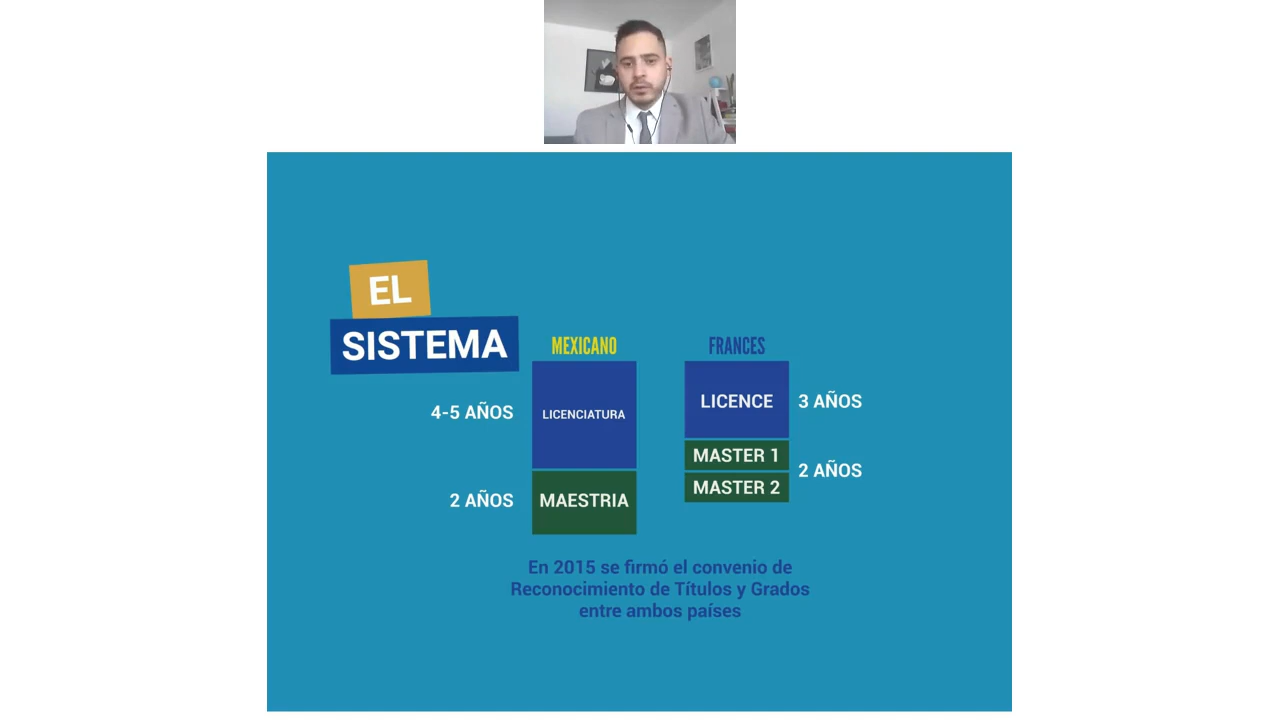 EL
SISTEMA
MEXICANO
FRANCES
4-5 AÑOS
LICENCIATURA
LICENCE
3 AÑOS
MASTER 1
2 AÑOS
MASTER 2
2 AÑOS
MAESTRIA
En 2015 se firmó el convenio de
Reconocimiento de Títulos y Grados
entre ambos países